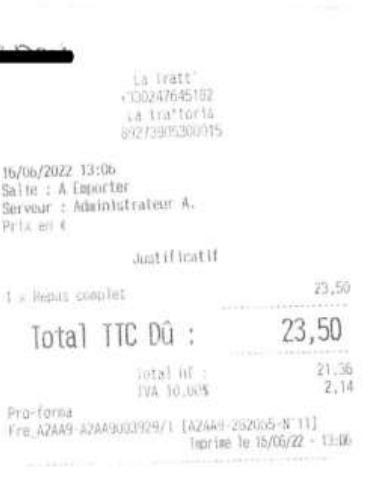 La Tratt'
+330247645182
La trattoria
89273905300015
16/06/2022 13:06
Salle : A Emporter
Serveur : Administrateur A.
Prix en €
Justificatif
1 x Repas complet 23,50
Total TTC Dû : 23,50
Total HT : 21,36
TVA 10,00% 2,14
Pro-forma
Fre_A2AA9-A2AA9003929/1 [A2AA9-282065-N°11]
Imprimé le 16/06/22 - 13:06